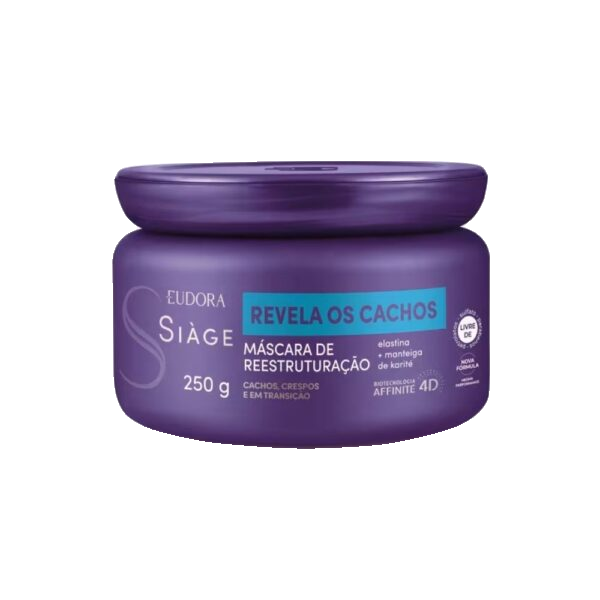 EUDORA
SIÀGE
250 g
REVELA OS CACHOS
MÁSCARA DE
REESTRUTURAÇÃO
CACHOS, CRESPOS
E EM TRANSIÇÃO
elastina
+ manteiga
de karité
BIOTECNOLOGIA
AFFINITÉ 4D
LIVRE
DE
NOVA
FÓRMULA